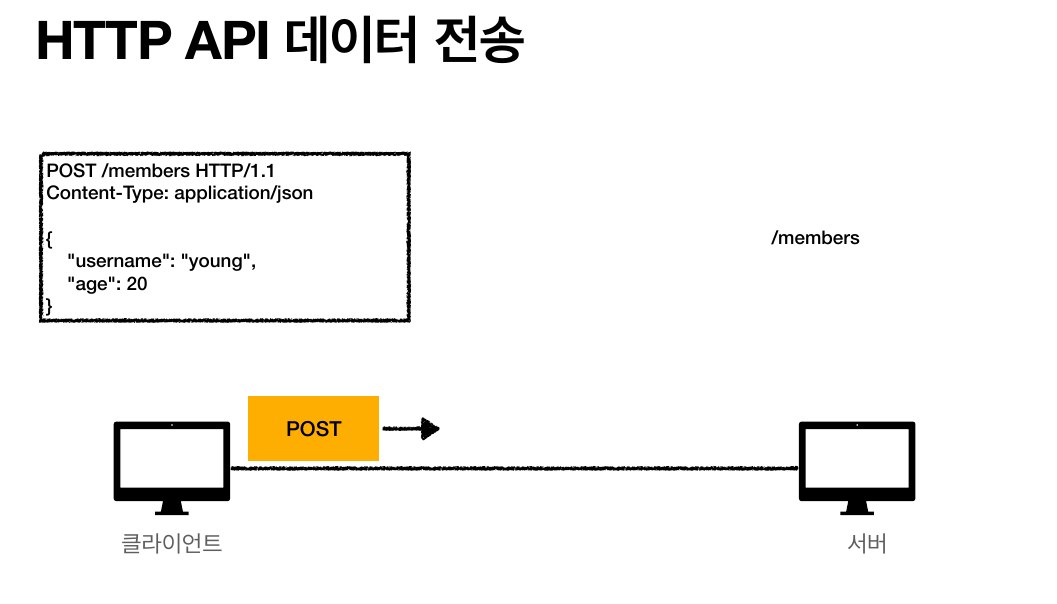 HTTP API 데이터 전송
POST /members HTTP/1.1
Content-Type: application/json
{
"username": "young",
"age": 20
}
/members
POST
클라이언트
서버